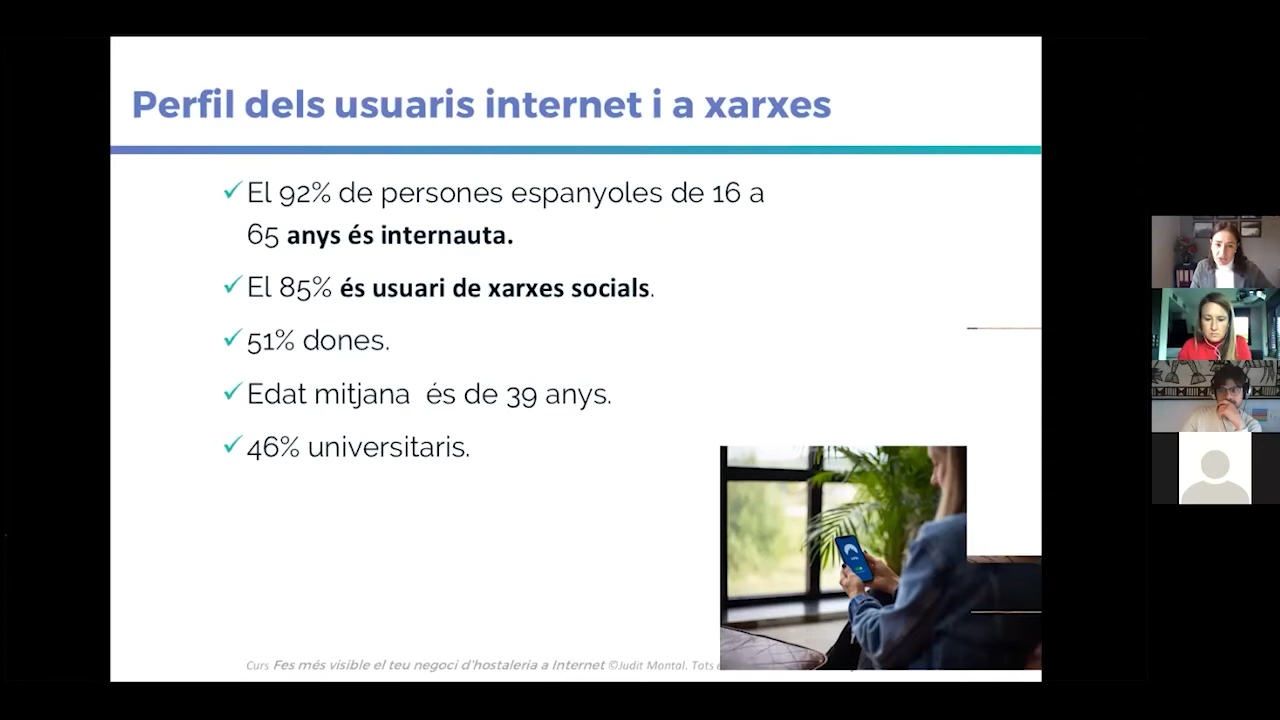 Perfil dels usuaris internet i a xarxes
El 92% de persones espanyoles de 16 a
65 anys és internauta.
El 85% és usuari de xarxes socials.
51% dones.
Edat mitjana  és de 39 anys.
46% universitaris.
Curs Fes més visible el teu negoci d'hostaleria a Internet ©Judit Montal. Tots